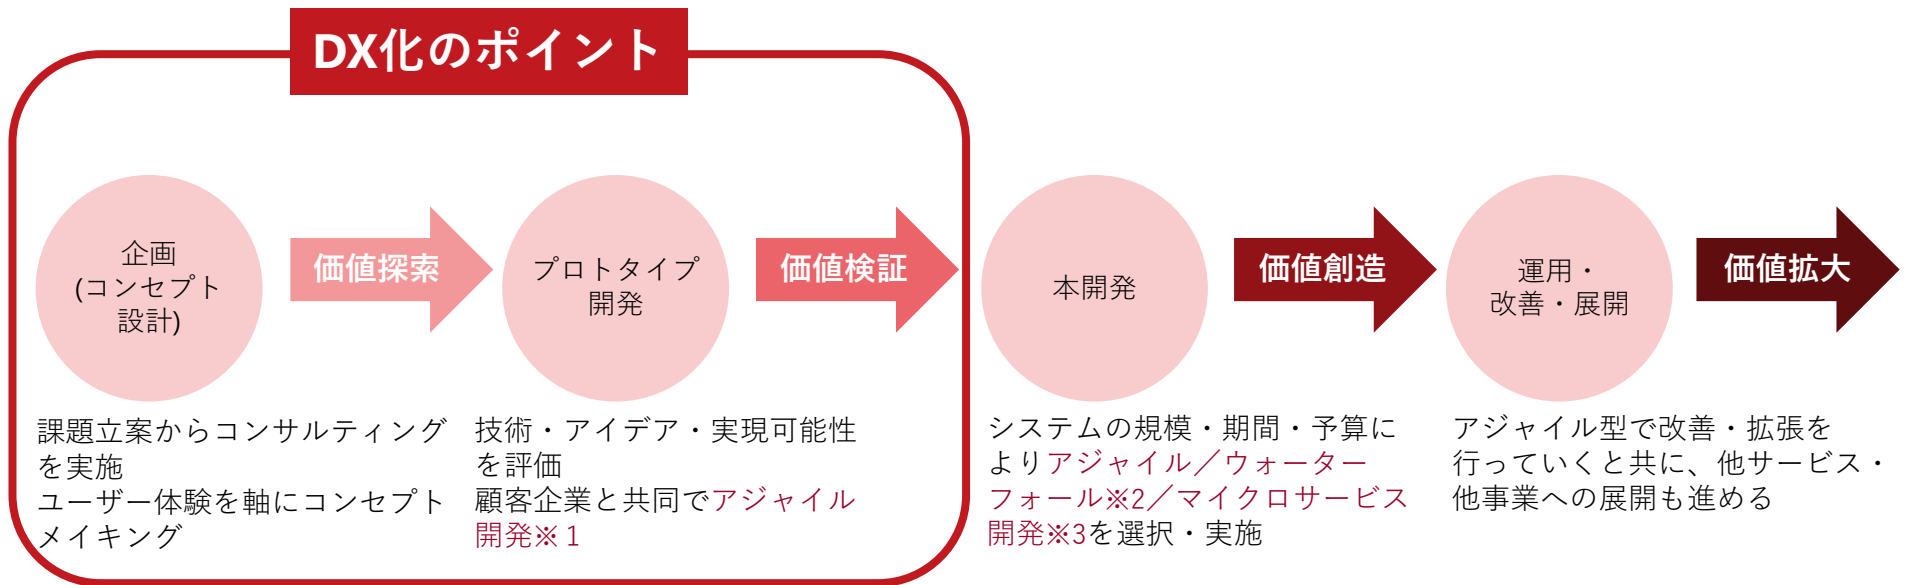 DX化のポイント
企画
(コンセプト
設計)
価値探索
プロトタイプ
開発
価値検証
本開発
価値創造
運用・
改善・展開
価値拡大
課題立案からコンサルティング
を実施
ユーザー体験を軸にコンセプト
メイキング
技術・アイデア・実現可能性
を評価
顧客企業と共同でアジャイル
開発※１
システムの規模・期間・予算に
よりアジャイル／ウォーター
フォール※2／マイクロサービス
開発※3を選択・実施
アジャイル型で改善・拡張を
行っていくと共に、他サービス・
他事業への展開も進める